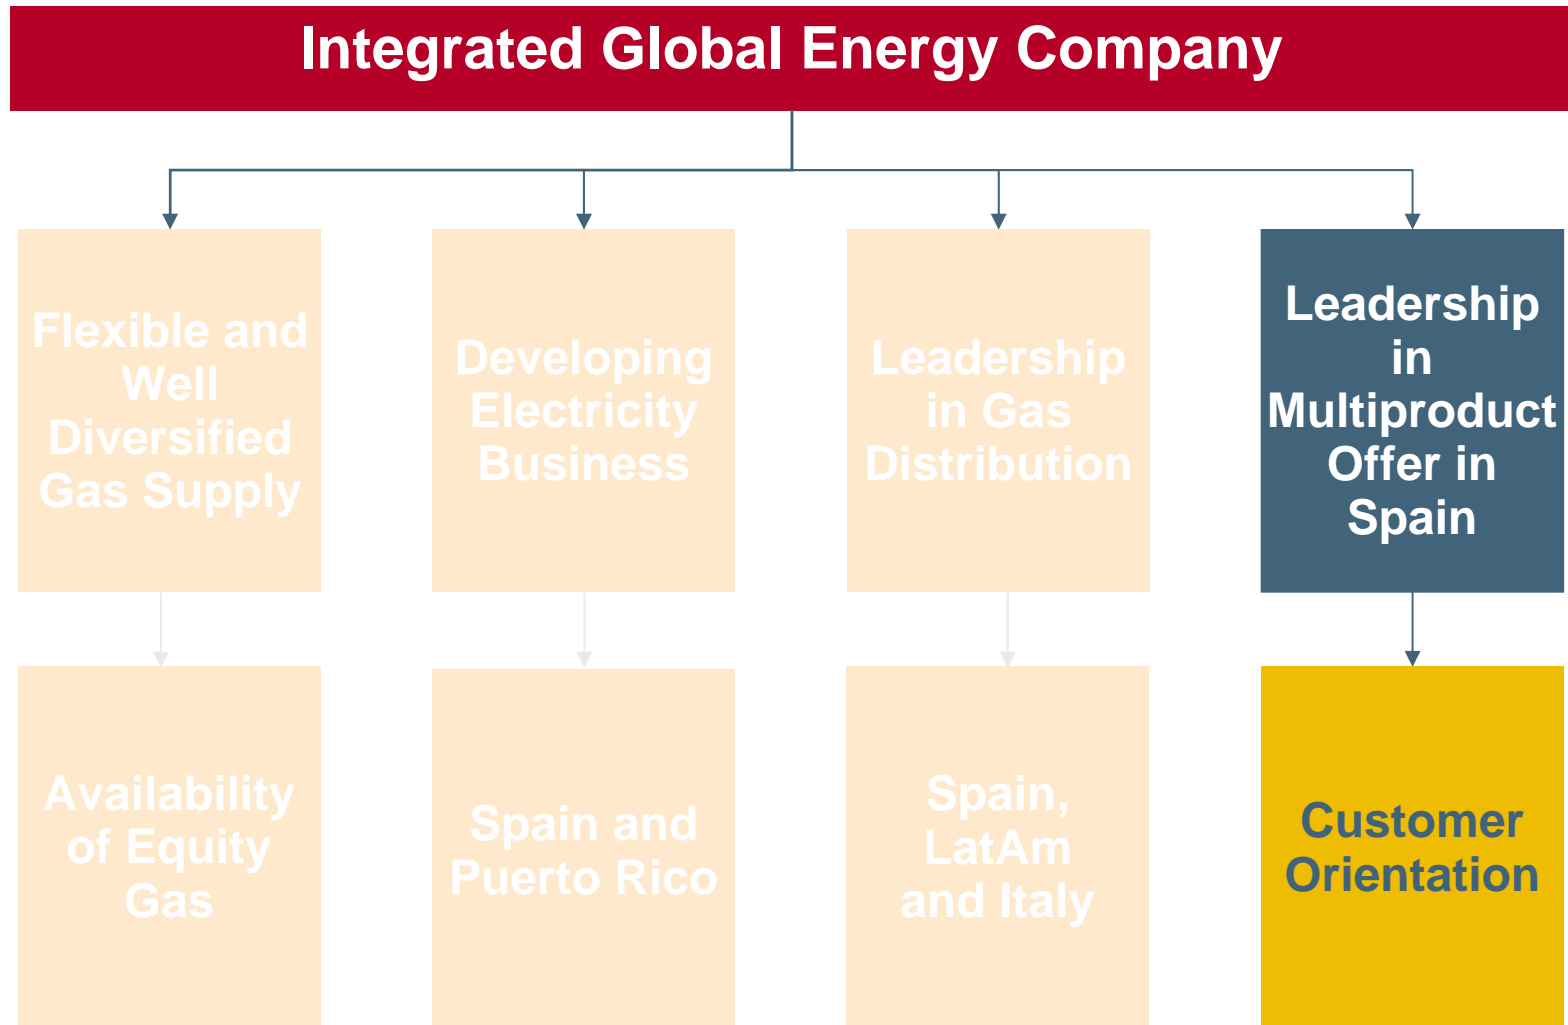 Integrated Global Energy Company
Flexible and
Well
Diversified
Gas Supply
Developing
Electricity
Business
Leadership
in Gas
Distribution
Leadership
in
Multiproduct
Offer in
Spain
Availability
of Equity
Gas
Spain and
Puerto Rico
Spain,
LatAm
and Italy
Customer
Orientation